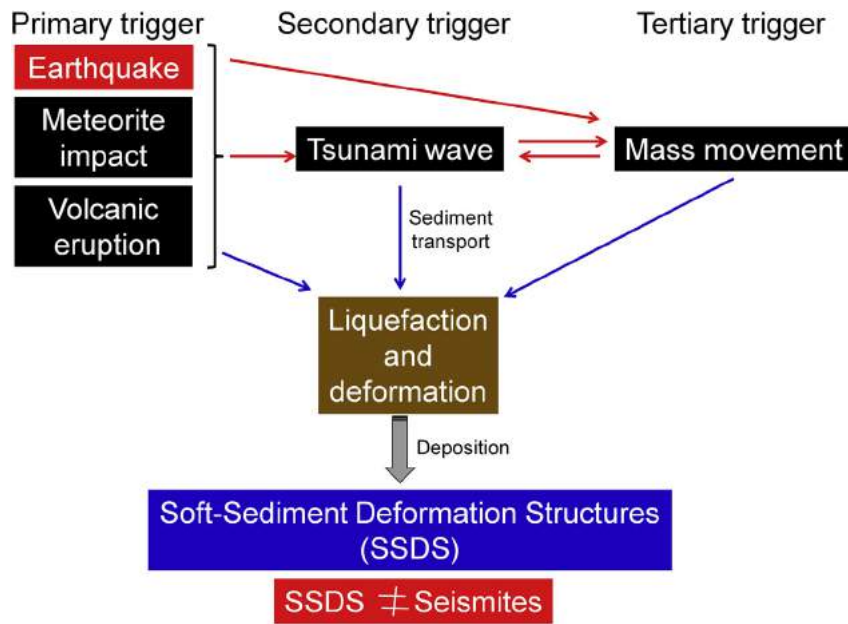 Primary trigger
Secondary trigger
Tertiary trigger
Earthquake
Meteorite
impact
Volcanic
eruption
Tsunami wave
Mass movement
Sediment
transport
Liquefaction
and
deformation
Deposition
Soft-Sediment Deformation Structures
(SSDS)
SSDS ≠ Seismites